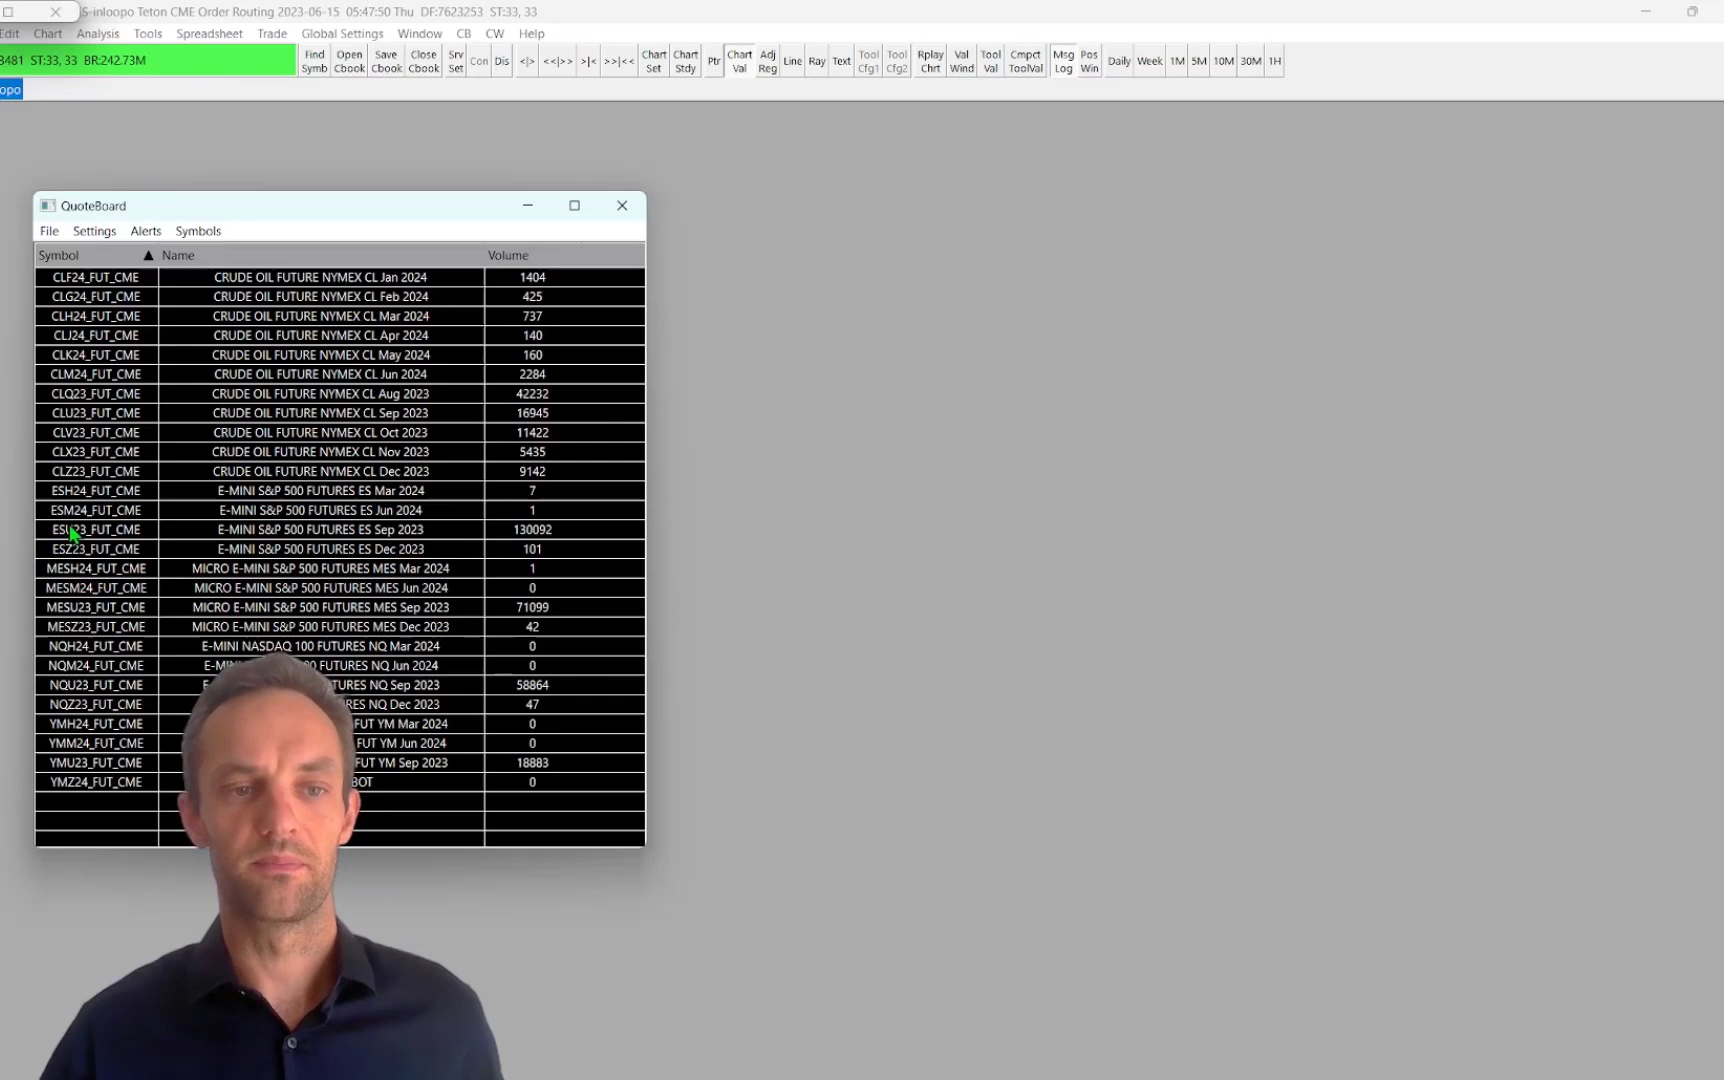 S-inloopo Teton CME Order Routing 2023-06-15 05:47:50 Thu DF:7623253 ST:33, 33
Edit Chart Analysis Tools Spreadsheet Trade Global Settings Window CB CW Help
3481 ST:33, 33 BR:242.73M
Find Symb Open Cbook Save Cbook Close Cbook Srv Set Con Dis <|> <<|>> >|< >>|<< Chart Set Chart Stdy Ptr Chart Val Adj Reg Line Ray Text Tool Cfg1 Tool Cfg2 Rplay Chrt Val Wind Tool Val Cmpct ToolVal Msg Log Pos Win Daily Week 1M 5M 10M 30M 1H
opo
QuoteBoard
File Settings Alerts Symbols
Symbol Name Volume
CLF24_FUT_CME CRUDE OIL FUTURE NYMEX CL Jan 2024 1404
CLG24_FUT_CME CRUDE OIL FUTURE NYMEX CL Feb 2024 425
CLH24_FUT_CME CRUDE OIL FUTURE NYMEX CL Mar 2024 737
CLJ24_FUT_CME CRUDE OIL FUTURE NYMEX CL Apr 2024 140
CLK24_FUT_CME CRUDE OIL FUTURE NYMEX CL May 2024 160
CLM24_FUT_CME CRUDE OIL FUTURE NYMEX CL Jun 2024 2284
CLQ23_FUT_CME CRUDE OIL FUTURE NYMEX CL Aug 2023 42232
CLU23_FUT_CME CRUDE OIL FUTURE NYMEX CL Sep 2023 16945
CLV23_FUT_CME CRUDE OIL FUTURE NYMEX CL Oct 2023 11422
CLX23_FUT_CME CRUDE OIL FUTURE NYMEX CL Nov 2023 5435
CLZ23_FUT_CME CRUDE OIL FUTURE NYMEX CL Dec 2023 9142
ESH24_FUT_CME E-MINI S&P 500 FUTURES ES Mar 2024 7
ESM24_FUT_CME E-MINI S&P 500 FUTURES ES Jun 2024 1
ESU23_FUT_CME E-MINI S&P 500 FUTURES ES Sep 2023 130092
ESZ23_FUT_CME E-MINI S&P 500 FUTURES ES Dec 2023 101
MESH24_FUT_CME MICRO E-MINI S&P 500 FUTURES MES Mar 2024 1
MESM24_FUT_CME MICRO E-MINI S&P 500 FUTURES MES Jun 2024 0
MESU23_FUT_CME MICRO E-MINI S&P 500 FUTURES MES Sep 2023 71099
MESZ23_FUT_CME MICRO E-MINI S&P 500 FUTURES MES Dec 2023 42
NQH24_FUT_CME E-MINI NASDAQ 100 FUTURES NQ Mar 2024 0
NQM24_FUT_CME FUTURES NQ Jun 2024 0
NQU23_FUT_CME NQ Sep 2023 58864
NQZ23_FUT_CME NQ Dec 2023 47
YMH24_FUT_CME FUT YM Mar 2024 0
YMM24_FUT_CME FUT YM Jun 2024 0
YMU23_FUT_CME FUT YM Sep 2023 18883
YMZ24_FUT_CME 0